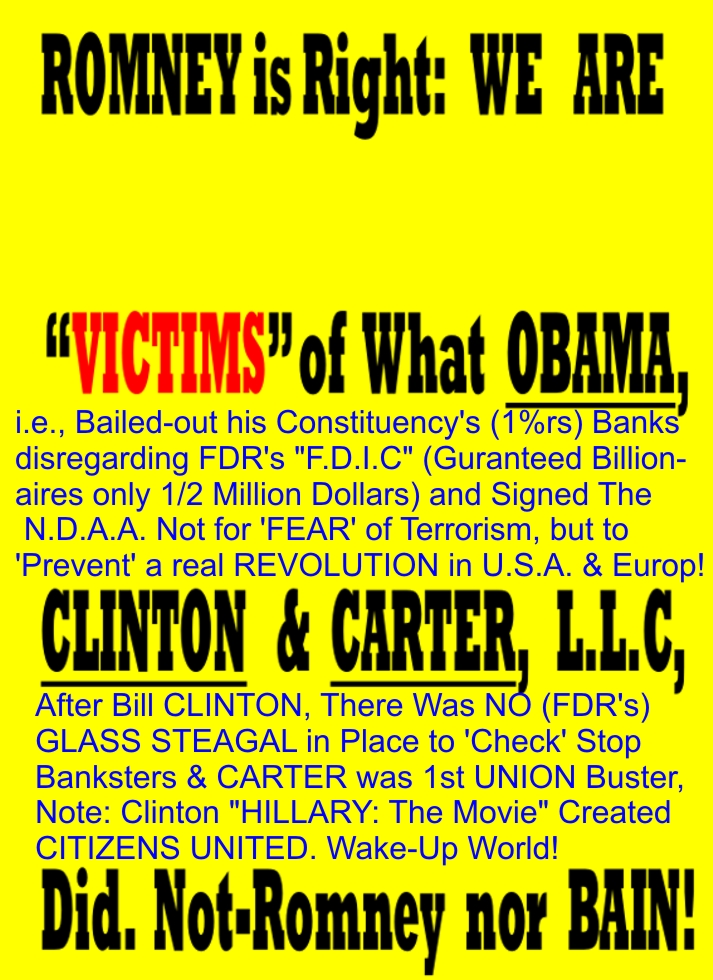 ROMNEY is Right: WE ARE
“VICTIMS” of What OBAMA,
i.e., Bailed-out his Constituency's (1%rs) Banks
disregarding FDR's "F.D.I.C" (Guranteed Billion-
aires only 1/2 Million Dollars) and Signed The
N.D.A.A. Not for 'FEAR' of Terrorism, but to
'Prevent' a real REVOLUTION in U.S.A. & Europ!
CLINTON & CARTER, L.L.C,
After Bill CLINTON, There Was NO (FDR's)
GLASS STEAGAL in Place to 'Check' Stop
Banksters & CARTER was 1st UNION Buster,
Note: Clinton "HILLARY: The Movie" Created
CITIZENS UNITED. Wake-Up World!
Did. Not-Romney nor BAIN!